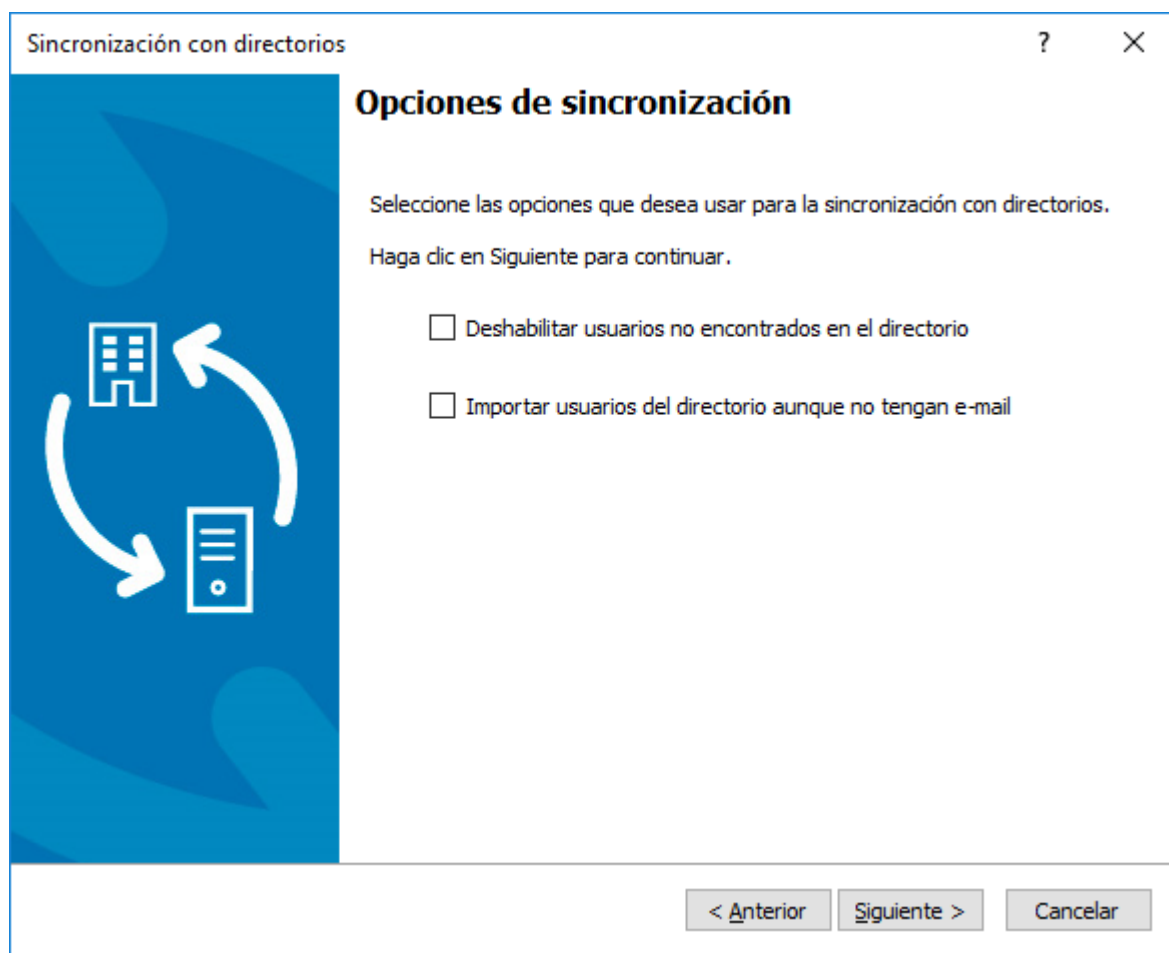 Sincronización con directorios
?
Opciones de sincronización
Seleccione las opciones que desea usar para la sincronización con directorios.
Haga clic en Siguiente para continuar.
Deshabilitar usuarios no encontrados en el directorio
Importar usuarios del directorio aunque no tengan e-mail
< Anterior Siguiente > Cancelar